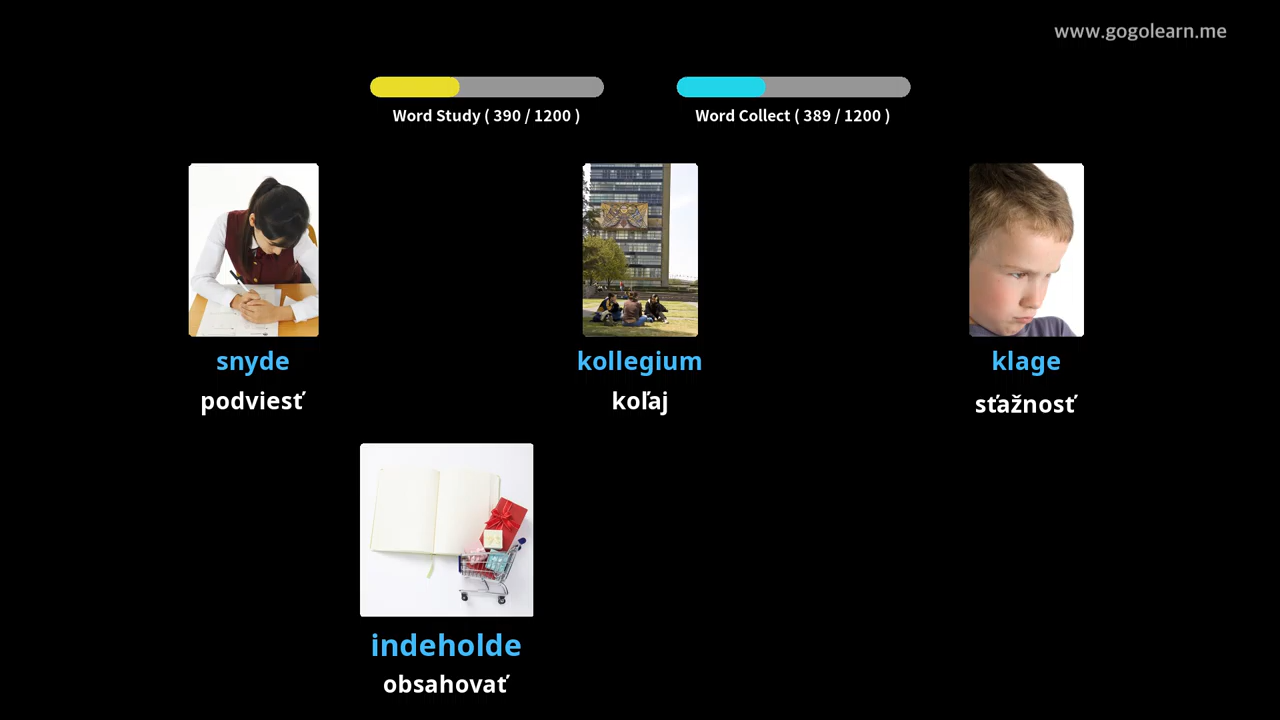 www.gogolearn.me
Word Study ( 390 / 1200 )
Word Collect ( 389 / 1200 )
snyde
kollegium
klage
podviesť
koľaj
sťažnosť
indeholde
obsahovať